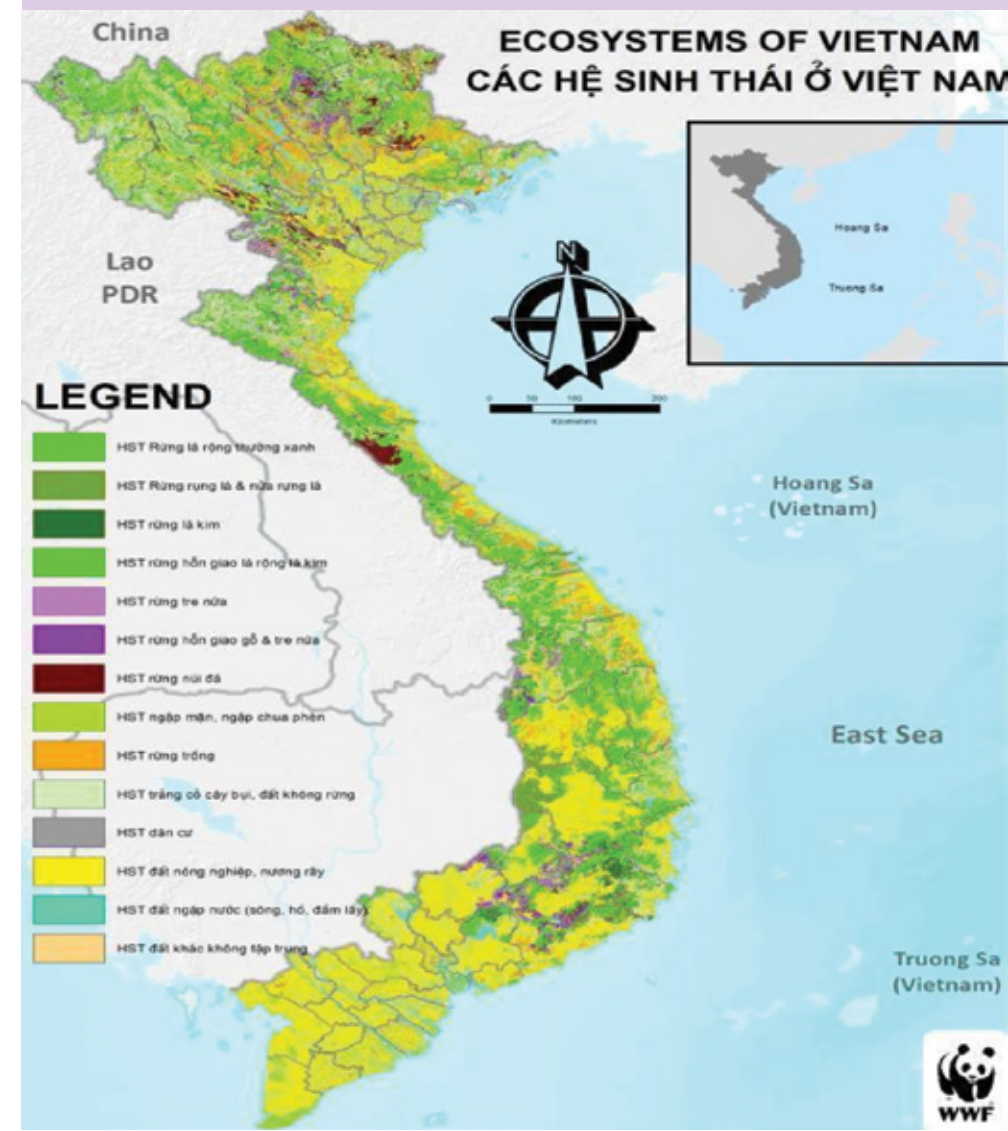 China
ECOSYSTEMS OF VIETNAM
CÁC HỆ SINH THÁI Ở VIỆT NAM
Hoang Sa
Truong Sa
Lao
PDR
N
0 50 100 200
Kilometers
LEGEND
HST Rừng lá rộng thường xanh
HST Rừng rụng lá & nửa rụng lá
HST rừng lá kim
HST rừng hỗn giao lá rộng lá kim
HST rừng tre nứa
HST rừng hỗn giao gỗ & tre nứa
HST rừng núi đá
HST ngập mặn, ngập chua phèn
HST rừng trồng
HST trảng cỏ cây bụi, đất không rừng
HST dân cư
HST đất nông nghiệp, nương rẫy
HST đất ngập nước (sông, hồ, đầm lầy)
HST đất khác không tập trung
Hoang Sa
(Vietnam)
East Sea
Truong Sa
(Vietnam)
WWF